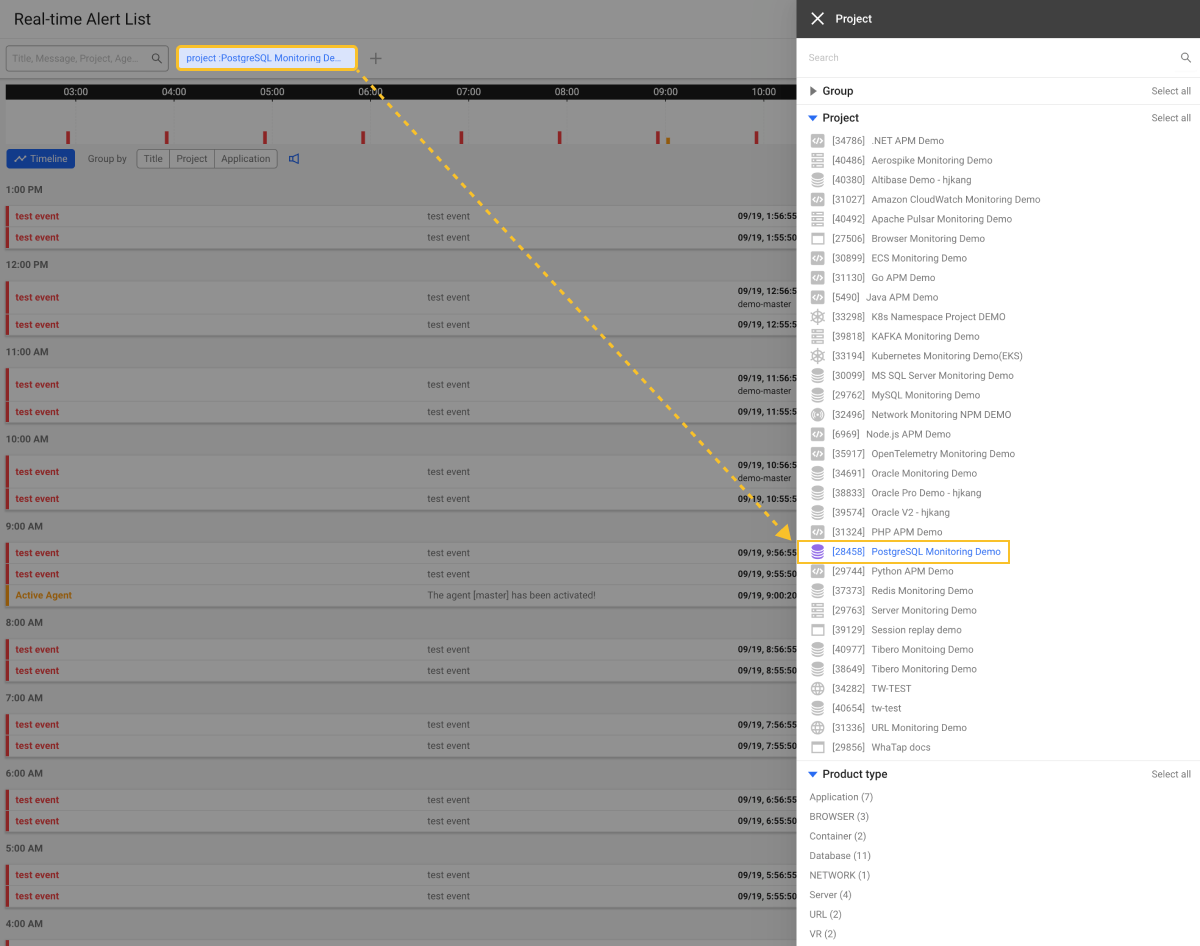 Real-time Alert List
Title, Message, Project, Age...
project :PostgreSQL Monitoring De...
03:00 04:00 05:00 06:00 07:00 08:00 09:00 10:00
Timeline Group by Title Project Application
1:00 PM
test event test event 09/19, 1:56:55
test event test event 09/19, 1:55:50
12:00 PM
test event test event 09/19, 12:56:5
demo-master
test event test event 09/19, 12:55:5
11:00 AM
test event test event 09/19, 11:56:5
demo-master
test event test event 09/19, 11:55:5
10:00 AM
test event test event 09/19, 10:56:5
demo-master
test event test event 09/19, 10:55:5
9:00 AM
test event test event 09/19, 9:56:55
test event test event 09/19, 9:55:50
Active Agent The agent [master] has been activated! 09/19, 9:00:20
8:00 AM
test event test event 09/19, 8:56:55
test event test event 09/19, 8:55:50
7:00 AM
test event test event 09/19, 7:56:55
test event test event 09/19, 7:55:50
6:00 AM
test event test event 09/19, 6:56:55
test event test event 09/19, 6:55:50
5:00 AM
test event test event 09/19, 5:56:55
test event test event 09/19, 5:55:50
4:00 AM
Project
Search
Group Select all
Project Select all
[34786] .NET APM Demo
[40486] Aerospike Monitoring Demo
[40380] Altibase Demo - hjkang
[31027] Amazon CloudWatch Monitoring Demo
[40492] Apache Pulsar Monitoring Demo
[27506] Browser Monitoring Demo
[30899] ECS Monitoring Demo
[31130] Go APM Demo
[5490] Java APM Demo
[33298] K8s Namespace Project DEMO
[39818] KAFKA Monitoring Demo
[33194] Kubernetes Monitoring Demo(EKS)
[30099] MS SQL Server Monitoring Demo
[29762] MySQL Monitoring Demo
[32496] Network Monitoring NPM DEMO
[6969] Node.js APM Demo
[35917] OpenTelemetry Monitoring Demo
[34691] Oracle Monitoring Demo
[38833] Oracle Pro Demo - hjkang
[39574] Oracle V2 - hjkang
[31324] PHP APM Demo
[28458] PostgreSQL Monitoring Demo
[29744] Python APM Demo
[37373] Redis Monitoring Demo
[29763] Server Monitoring Demo
[39129] Session replay demo
[40977] Tibero Monitoing Demo
[38649] Tibero Monitoring Demo
[34282] TW-TEST
[40654] tw-test
[31336] URL Monitoring Demo
[29856] WhaTap docs
Product type Select all
Application (7)
BROWSER (3)
Container (2)
Database (11)
NETWORK (1)
Server (4)
URL (2)
VR (2)